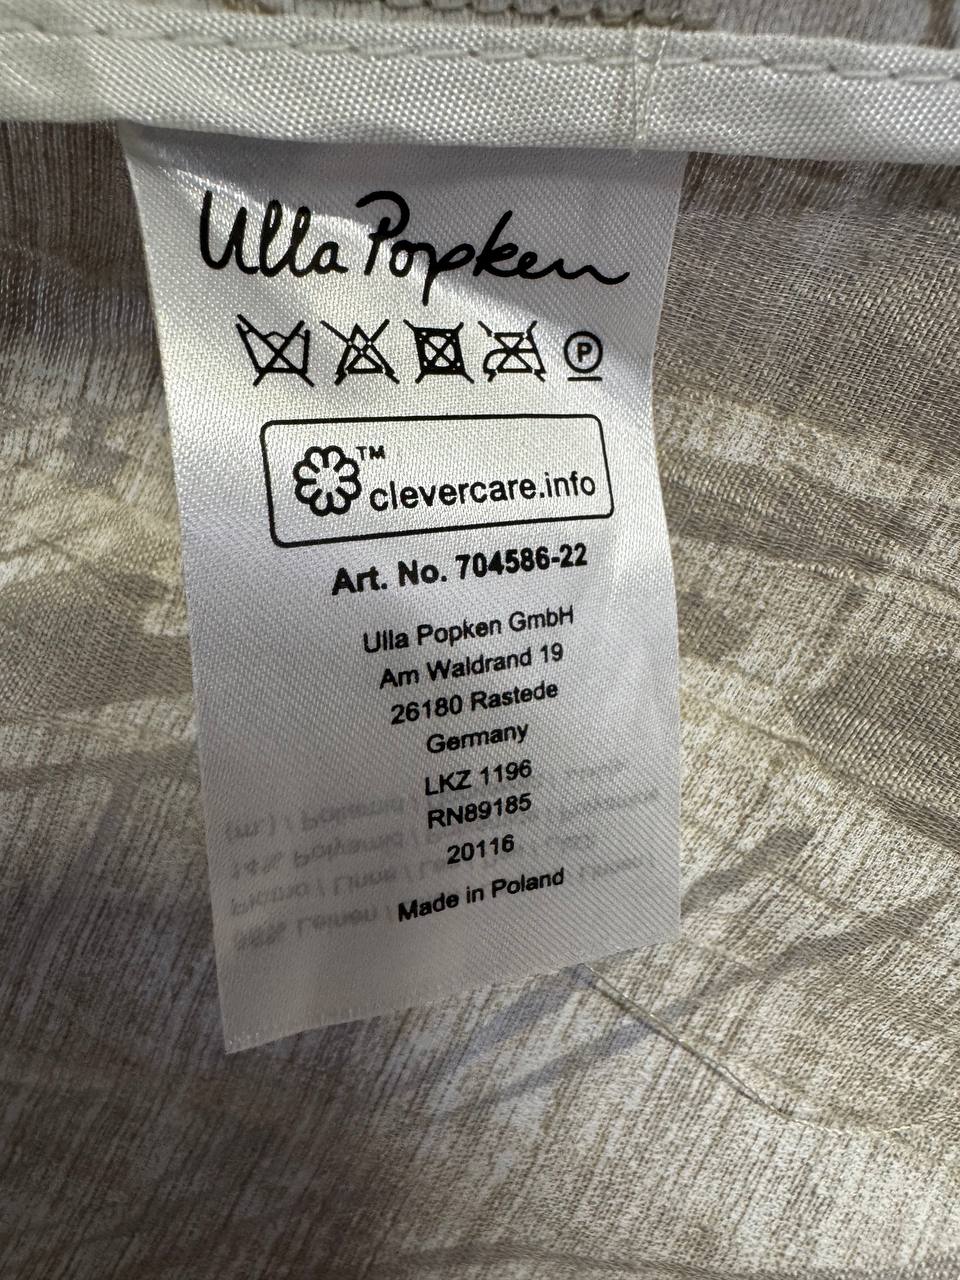 Ulla Popken
P
TM
clevercare.info
Art. No. 704586-22
Ulla Popken GmbH
Am Waldrand 19
26180 Rastede
Germany
LKZ 1196
RN89185
20116
Made in Poland